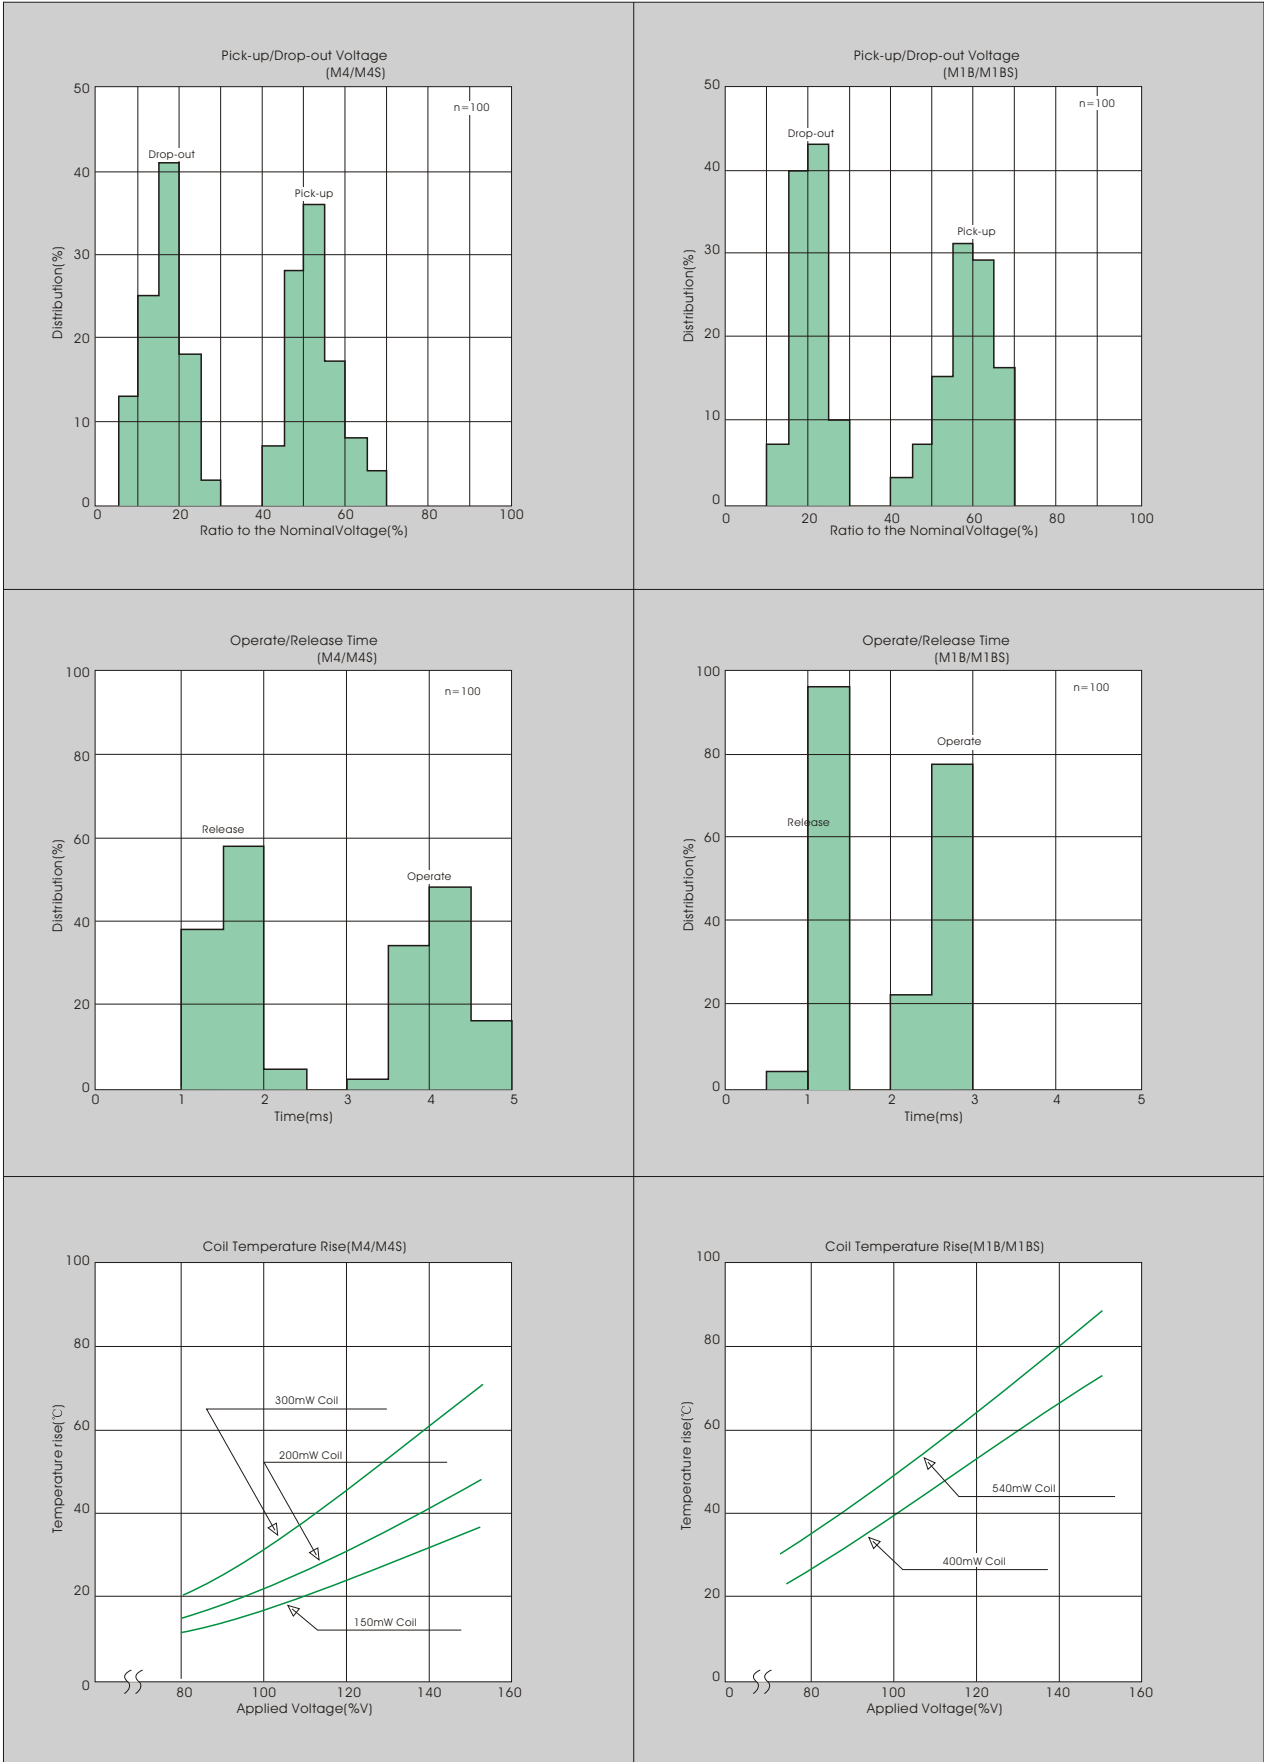 Pick-up/Drop-out Voltage
(M4/M4S)
50
n=100
Drop-out
40
Pick-up
30
Distribution(%)
20
10
0
0 20 40 60 80 100
Ratio to the NominalVoltage(%)
Pick-up/Drop-out Voltage
(M1B/M1BS)
50
n=100
Drop-out
40
Pick-up
30
Distribution(%)
20
10
0
0 20 40 60 80 100
Ratio to the NominalVoltage(%)
Operate/Release Time
(M4/M4S)
100
n=100
80
Release
60
Operate
Distribution(%)
40
20
0
0 1 2 3 4 5
Time(ms)
Operate/Release Time
(M1B/M1BS)
100
n=100
Operate
80
Release
60
Distribution(%)
40
20
0
0 1 2 3 4 5
Time(ms)
Coil Temperature Rise(M4/M4S)
100
80
300mW Coil
60
200mW Coil
Temperature rise(℃)
40
20
150mW Coil
0
80 100 120 140 160
Applied Voltage(%V)
Coil Temperature Rise(M1B/M1BS)
100
80
60
Temperature rise(℃)
540mW Coil
40
400mW Coil
20
0
0 80 100 120 140 160
Applied Voltage(%V)